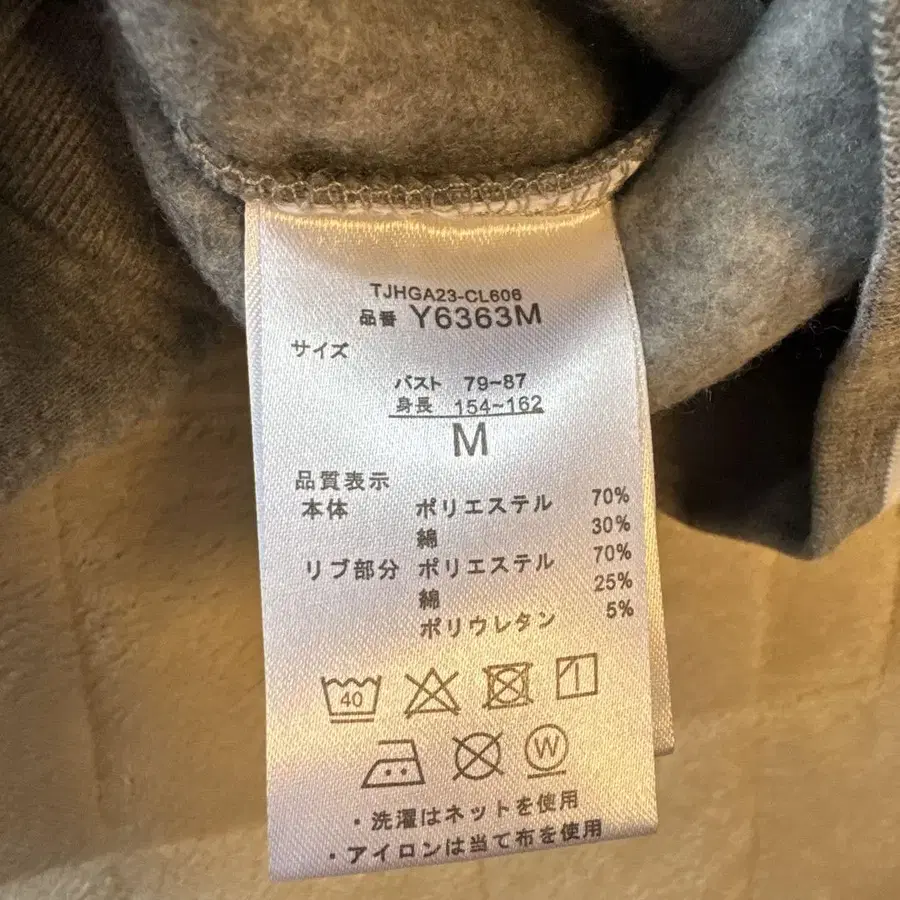 TJHGA23-CL606
品番 Y6363M
サイズ
バスト 79~87
身長 154~162
M
品質表示
本体 ポリエステル 70%
綿 30%
リブ部分 ポリエステル 70%
綿 25%
ポリウレタン 5%
40
W
・洗濯はネットを使用
・アイロンは当て布を使用